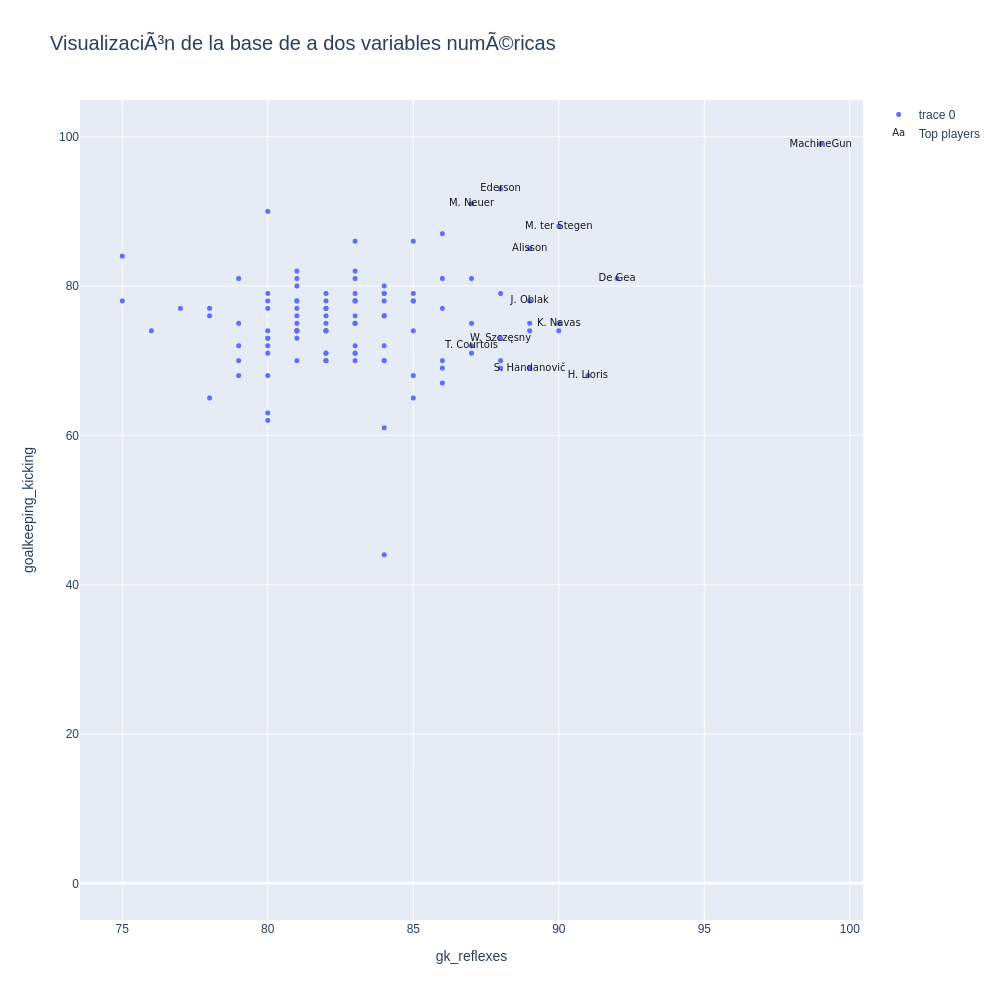 VisualizaciÃ³n de la base de a dos variables numÃ©ricas
trace 0
Aa Top players
100
80
60
40
20
0
goalkeeping_kicking
MachineGun
Ederson
M. Neuer
M. ter Stegen
Alisson
De Gea
J. Oblak
K. Navas
W. Szczęsny
T. Courtois
S. Handanovič
H. Lloris
75 80 85 90 95 100
gk_reflexes